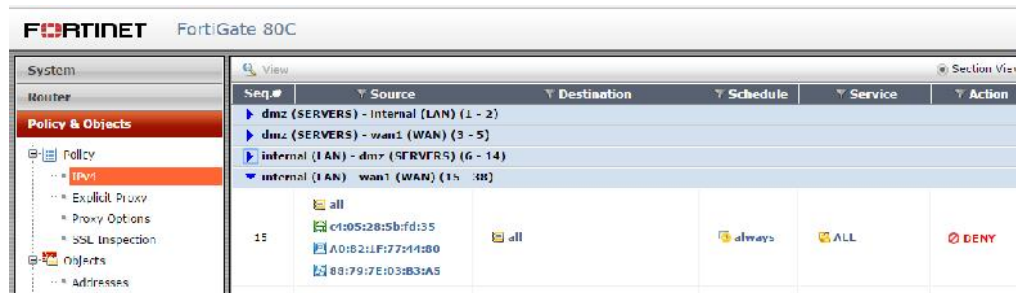 FORTINET FortiGate 80C
System
Router
Policy & Objects
Policy
IPv4
Explicit Proxy
Proxy Options
SSL Inspection
Objects
Addresses
View
Section Vie
Seq.# Source Destination Schedule Service Action
dmz (SERVERS) - internal (LAN) (1 - 2)
dmz (SERVERS) - wan1 (WAN) (3 - 5)
internal (LAN) - dmz (SERVERS) (6 - 14)
internal (LAN) - wan1 (WAN) (15 - 38)
all
c4:05:28:5b:fd:35
15 all always ALL DENY
A0:82:1F:77:44:80
88:79:7E:03:B3:A5